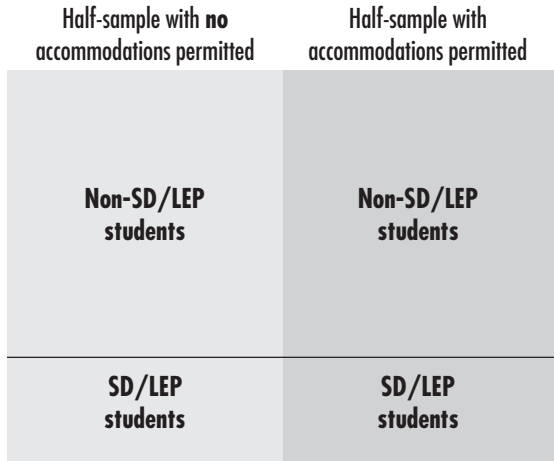 Half-sample with no
accommodations permitted
Half-sample with
accommodations permitted
Non-SD/LEP
students
Non-SD/LEP
students
SD/LEP
students
SD/LEP
students